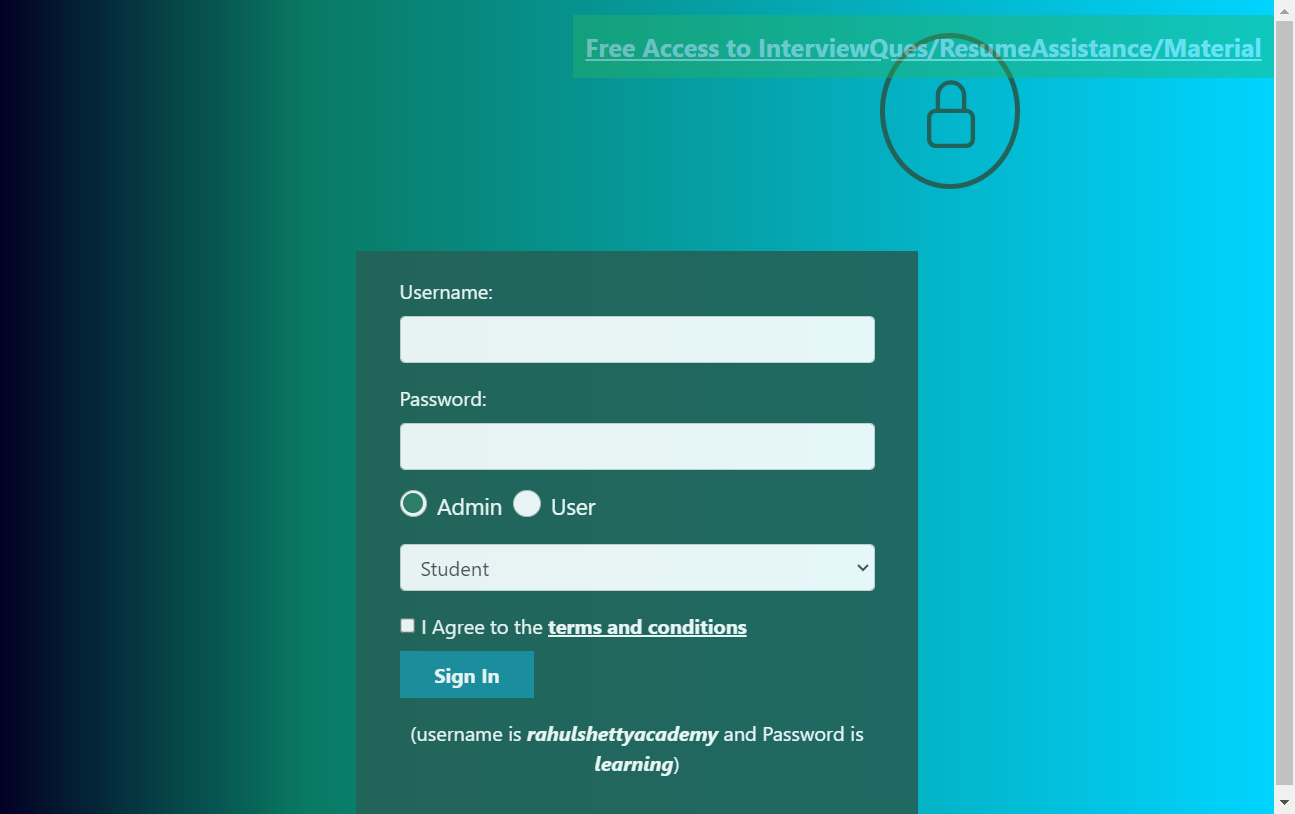 Free Access to InterviewQues/ResumeAssistance/Material
Username:
Password:
Admin User
Student
I Agree to the terms and conditions
Sign In
(username is rahulshettyacademy and Password is
learning)